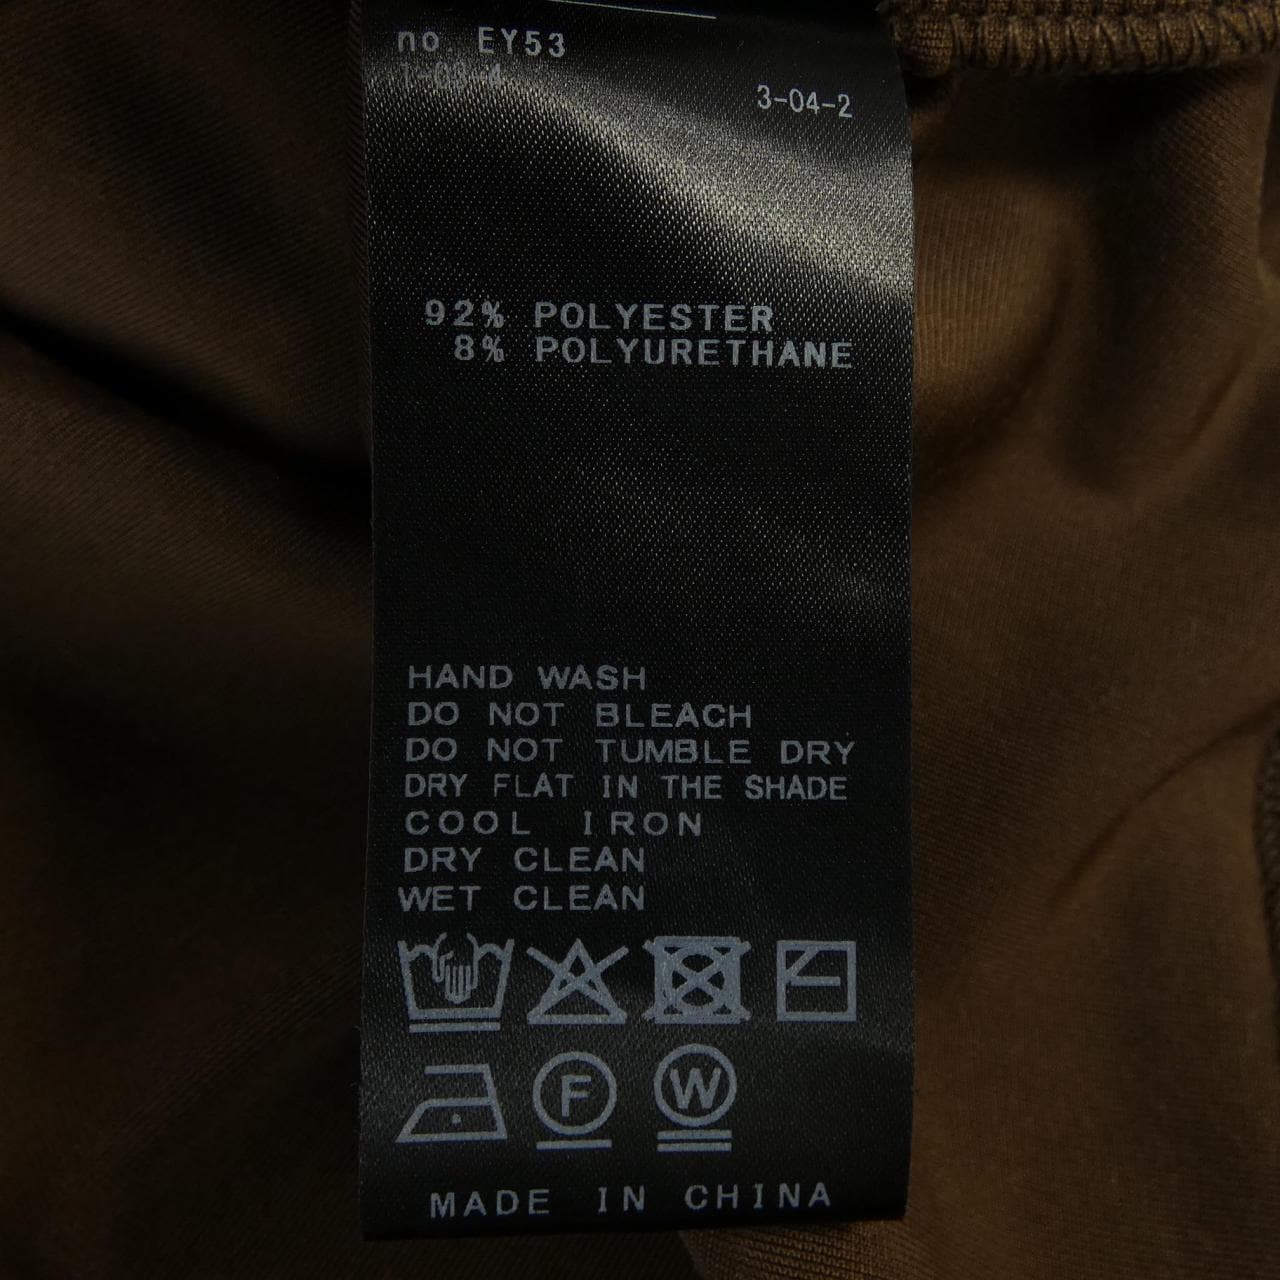 no. EY53
3-04-2
92% POLYESTER
8% POLYURETHANE
HAND WASH
DO NOT BLEACH
DO NOT TUMBLE DRY
DRY FLAT IN THE SHADE
COOL IRON
DRY CLEAN
WET CLEAN
F W
MADE IN CHINA